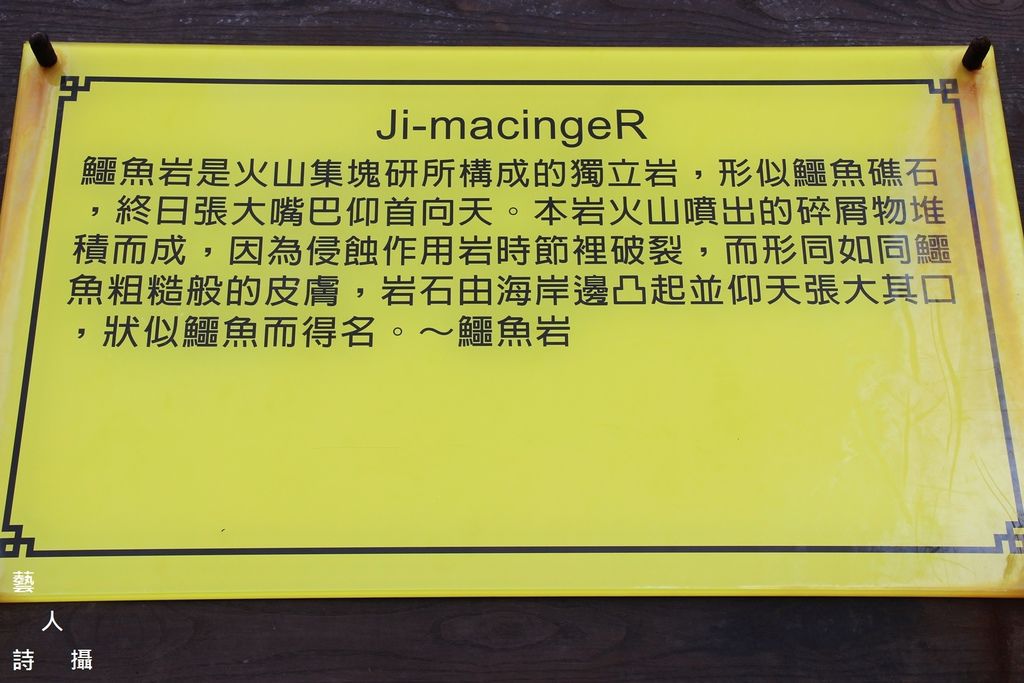 Ji-macingeR
鱷魚岩是火山集塊研所構成的獨立岩，形似鱷魚礁石
，終日張大嘴巴仰首向天。本岩火山噴出的碎屑物堆
積而成，因為侵蝕作用岩時節裡破裂，而形同如同鱷
魚粗糙般的皮膚，岩石由海岸邊凸起並仰天張大其口
，狀似鱷魚而得名。～鱷魚岩
藝
人
詩 攝